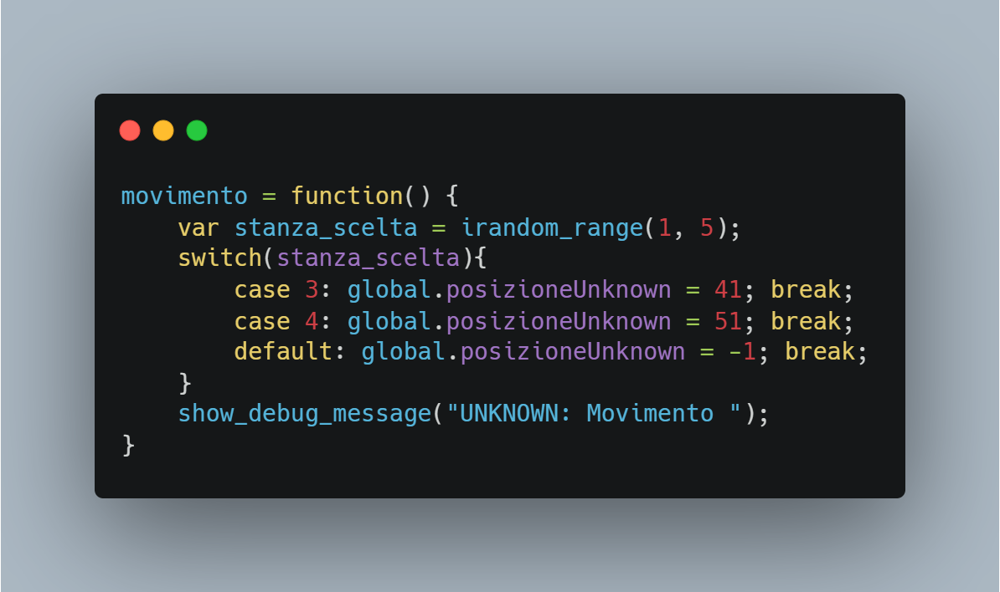 movimento = function() {
    var stanza_scelta = irandom_range(1, 5);
    switch(stanza_scelta){
        case 3: global.posizioneUnknown = 41; break;
        case 4: global.posizioneUnknown = 51; break;
        default: global.posizioneUnknown = -1; break;
    }
    show_debug_message("UNKNOWN: Movimento ");
}